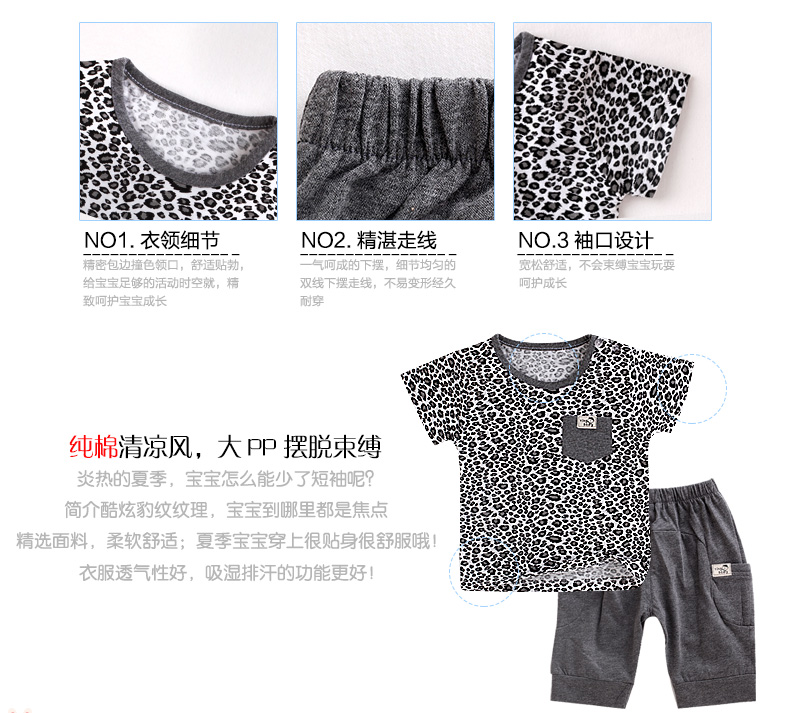 NO1. 衣领细节
精密包边撞色领口，舒适贴勃，
给宝宝足够的活动时空就，精
致呵护宝宝成长
NO2. 精湛走线
一气呵成的下摆，细节均匀的
双线下摆走线，不易变形经久
耐穿
NO.3 袖口设计
宽松舒适，不会束缚宝宝玩耍
呵护成长
纯棉清凉风，大PP摆脱束缚
炎热的夏季，宝宝怎么能少了短袖呢?
简介酷炫豹纹纹理，宝宝到哪里都是焦点
精选面料，柔软舒适；夏季宝宝穿上很贴身很舒服哦!
衣服透气性好，吸湿排汗的功能更好!